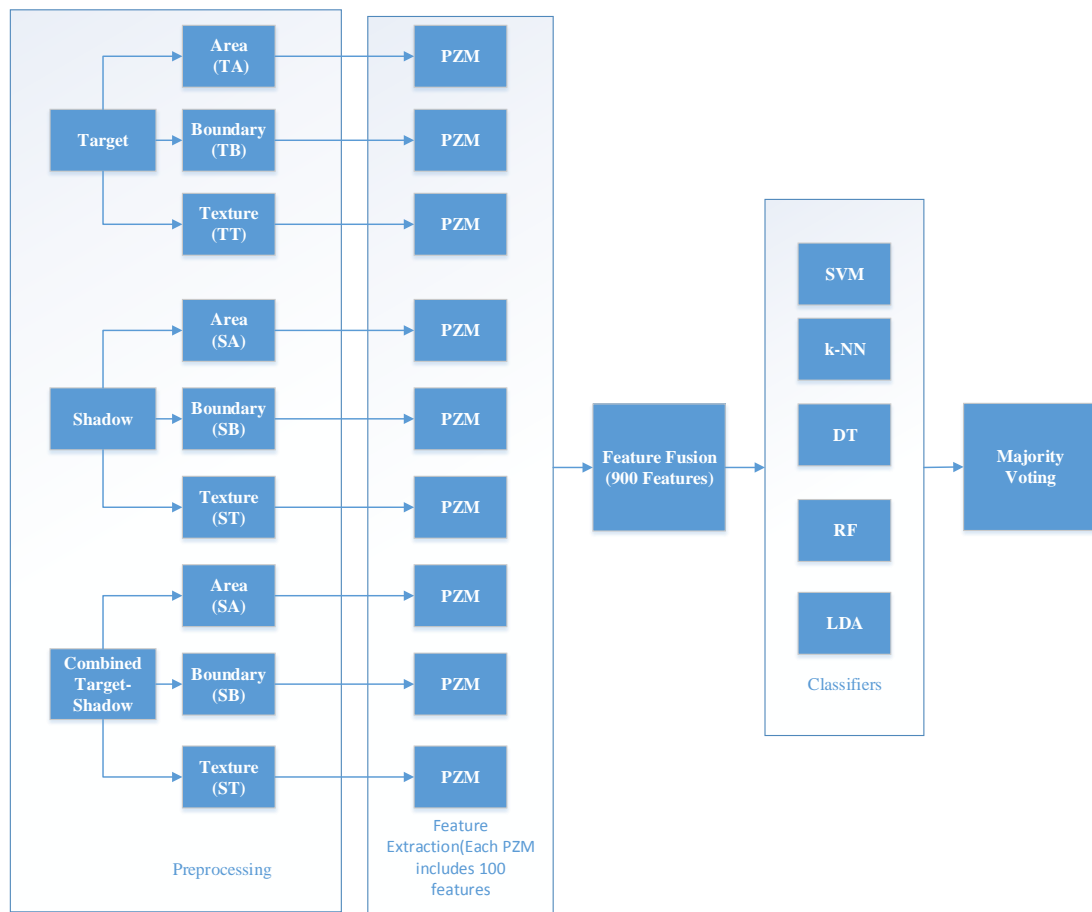 Target
Area
(TA)
Boundary
(TB)
Texture
(TT)
PZM
PZM
PZM
Shadow
Area
(SA)
Boundary
(SB)
Texture
(ST)
PZM
PZM
PZM
Combined
Target-
Shadow
Area
(SA)
Boundary
(SB)
Texture
(ST)
PZM
PZM
PZM
Preprocessing
Feature
Extraction(Each PZM
includes 100
features
Feature Fusion
(900 Features)
SVM
k-NN
DT
RF
LDA
Classifiers
Majority
Voting